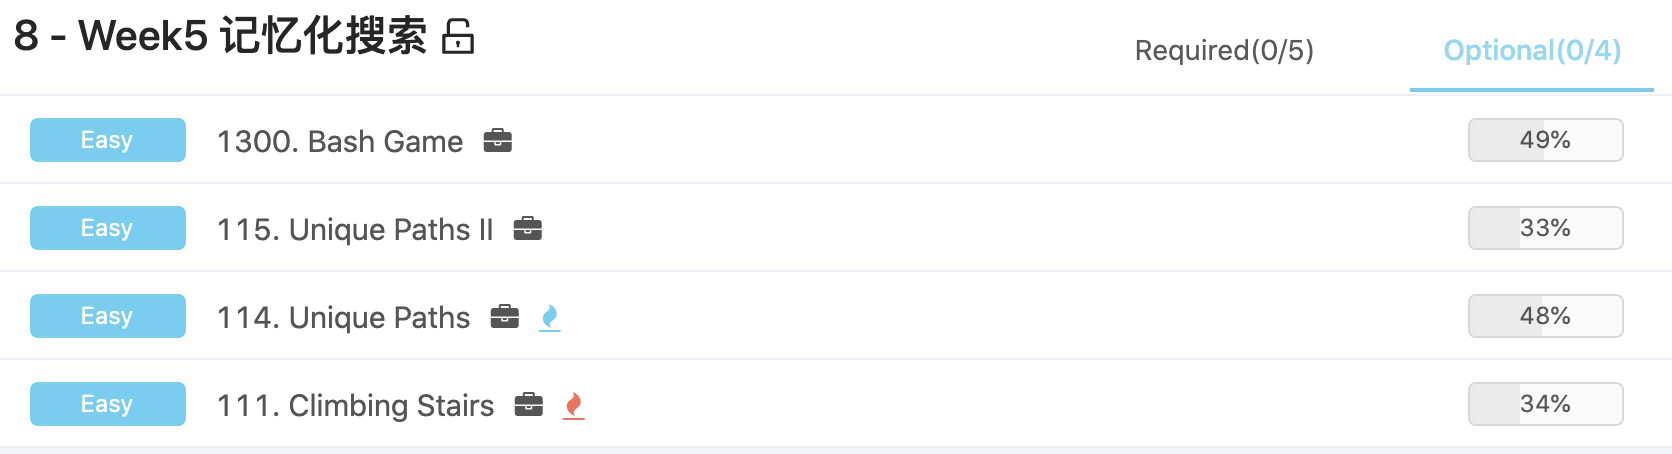 8 - Week5 记忆化搜索
Required(0/5) Optional(0/4)
Easy 1300. Bash Game 49%
Easy 115. Unique Paths II 33%
Easy 114. Unique Paths 48%
Easy 111. Climbing Stairs 34%